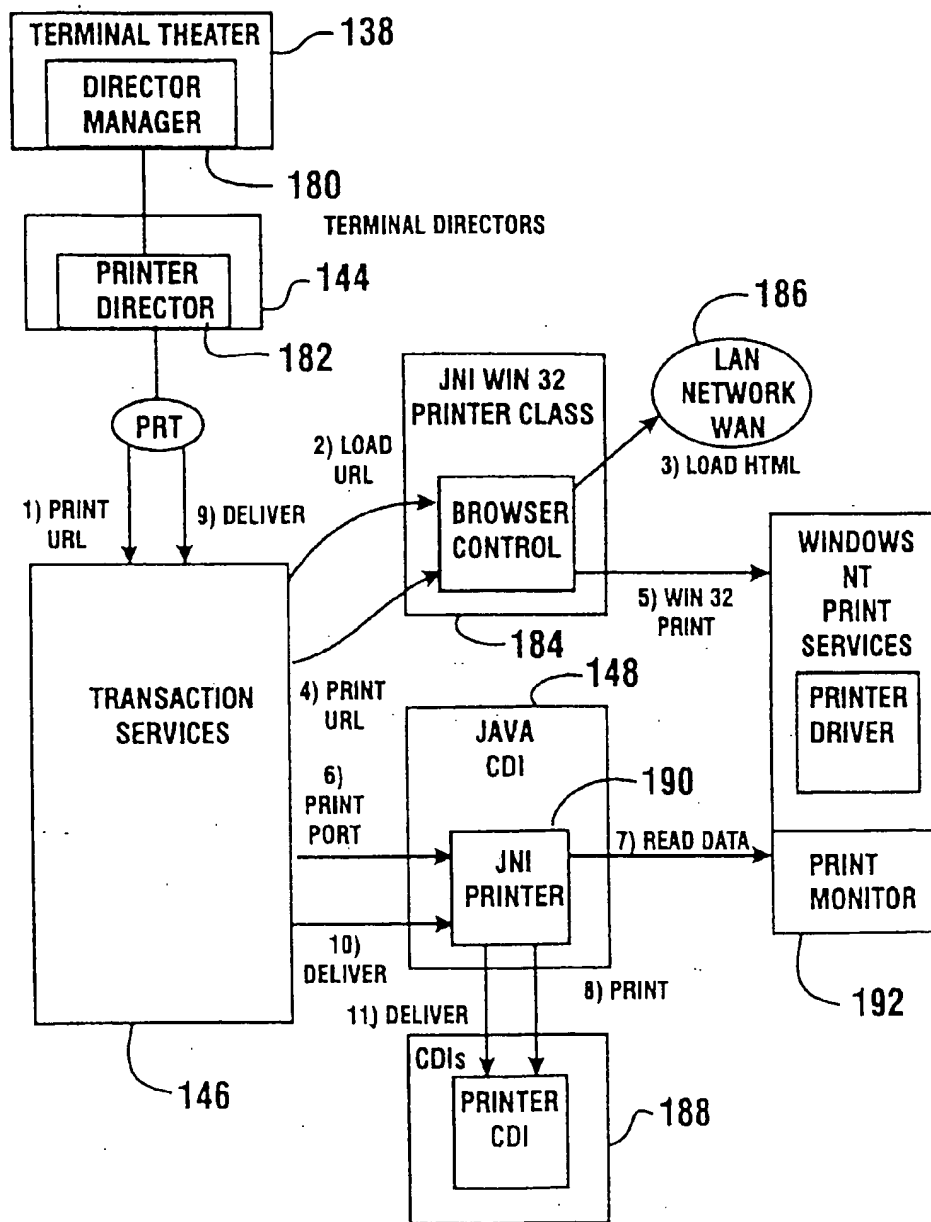 TERMINAL THEATER
138
DIRECTOR
MANAGER
180
TERMINAL DIRECTORS
PRINTER
DIRECTOR
144
182
PRT
1) PRINT
URL
9) DELIVER
JNI WIN 32
PRINTER CLASS
2) LOAD
URL
BROWSER
CONTROL
184
186
LAN
NETWORK
WAN
3) LOAD HTML
5) WIN 32
PRINT
WINDOWS
NT
PRINT
SERVICES
PRINTER
DRIVER
TRANSACTION
SERVICES
4) PRINT
URL
148
JAVA
CDI
190
6)
PRINT
PORT
JNI
PRINTER
7) READ DATA
PRINT
MONITOR
192
10)
DELIVER
8) PRINT
11) DELIVER
146
CDIs
PRINTER
CDI
188